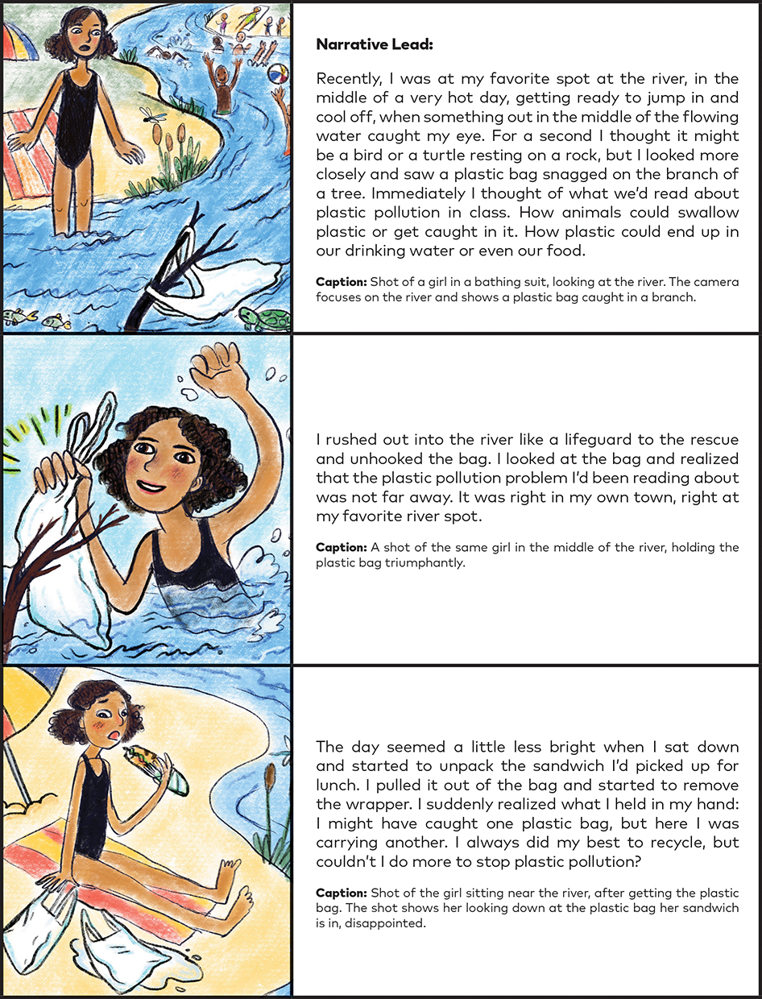 Narrative Lead:
Recently, I was at my favorite spot at the river, in the
middle of a very hot day, getting ready to jump in and
cool off, when something out in the middle of the flowing
water caught my eye. For a second I thought it might
be a bird or a turtle resting on a rock, but I looked more
closely and saw a plastic bag snagged on the branch of
a tree. Immediately I thought of what we’d read about
plastic pollution in class. How animals could swallow
plastic or get caught in it. How plastic could end up in
our drinking water or even our food.
Caption: Shot of a girl in a bathing suit, looking at the river. The camera
focuses on the river and shows a plastic bag caught in a branch.
I rushed out into the river like a lifeguard to the rescue
and unhooked the bag. I looked at the bag and realized
that the plastic pollution problem I’d been reading about
was not far away. It was right in my own town, right at
my favorite river spot.
Caption: A shot of the same girl in the middle of the river, holding the
plastic bag triumphantly.
The day seemed a little less bright when I sat down
and started to unpack the sandwich I’d picked up for
lunch. I pulled it out of the bag and started to remove
the wrapper. I suddenly realized what I held in my hand:
I might have caught one plastic bag, but here I was
carrying another. I always did my best to recycle, but
couldn’t I do more to stop plastic pollution?
Caption: Shot of the girl sitting near the river, after getting the plastic
bag. The shot shows her looking down at the plastic bag her sandwich
is in, disappointed.